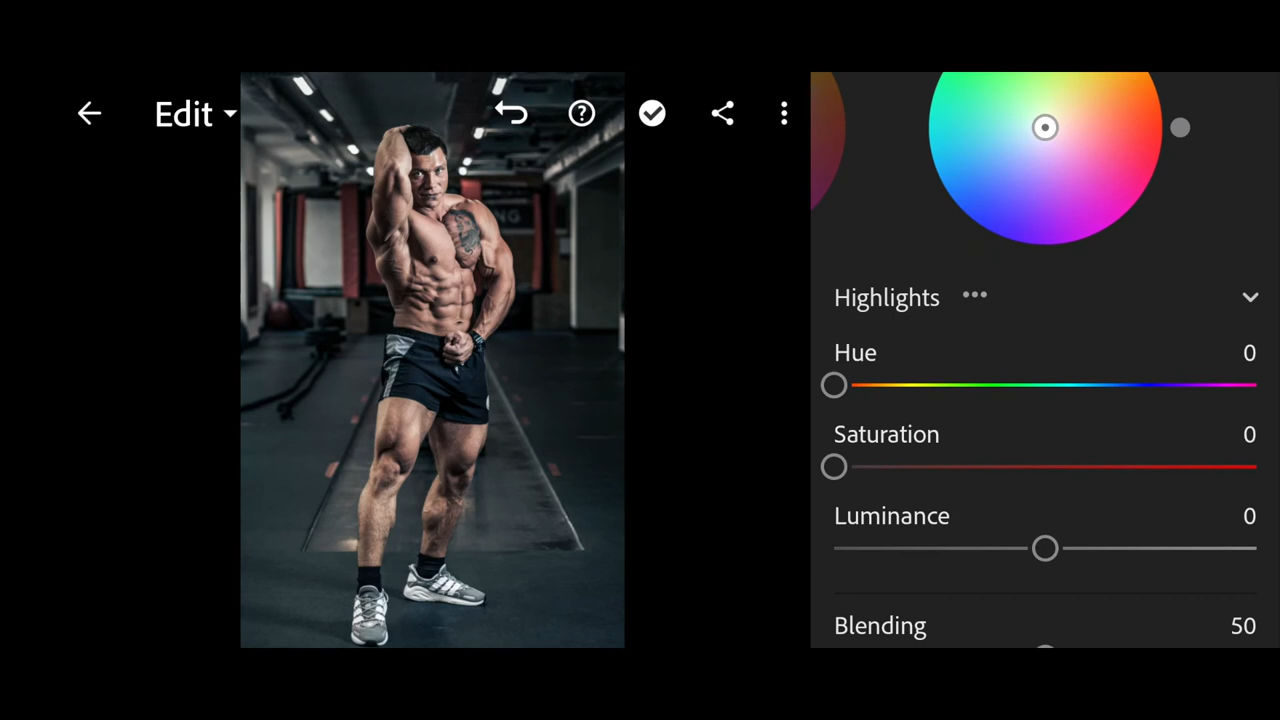 Edit
Highlights
Hue 0
Saturation 0
Luminance 0
Blending 50